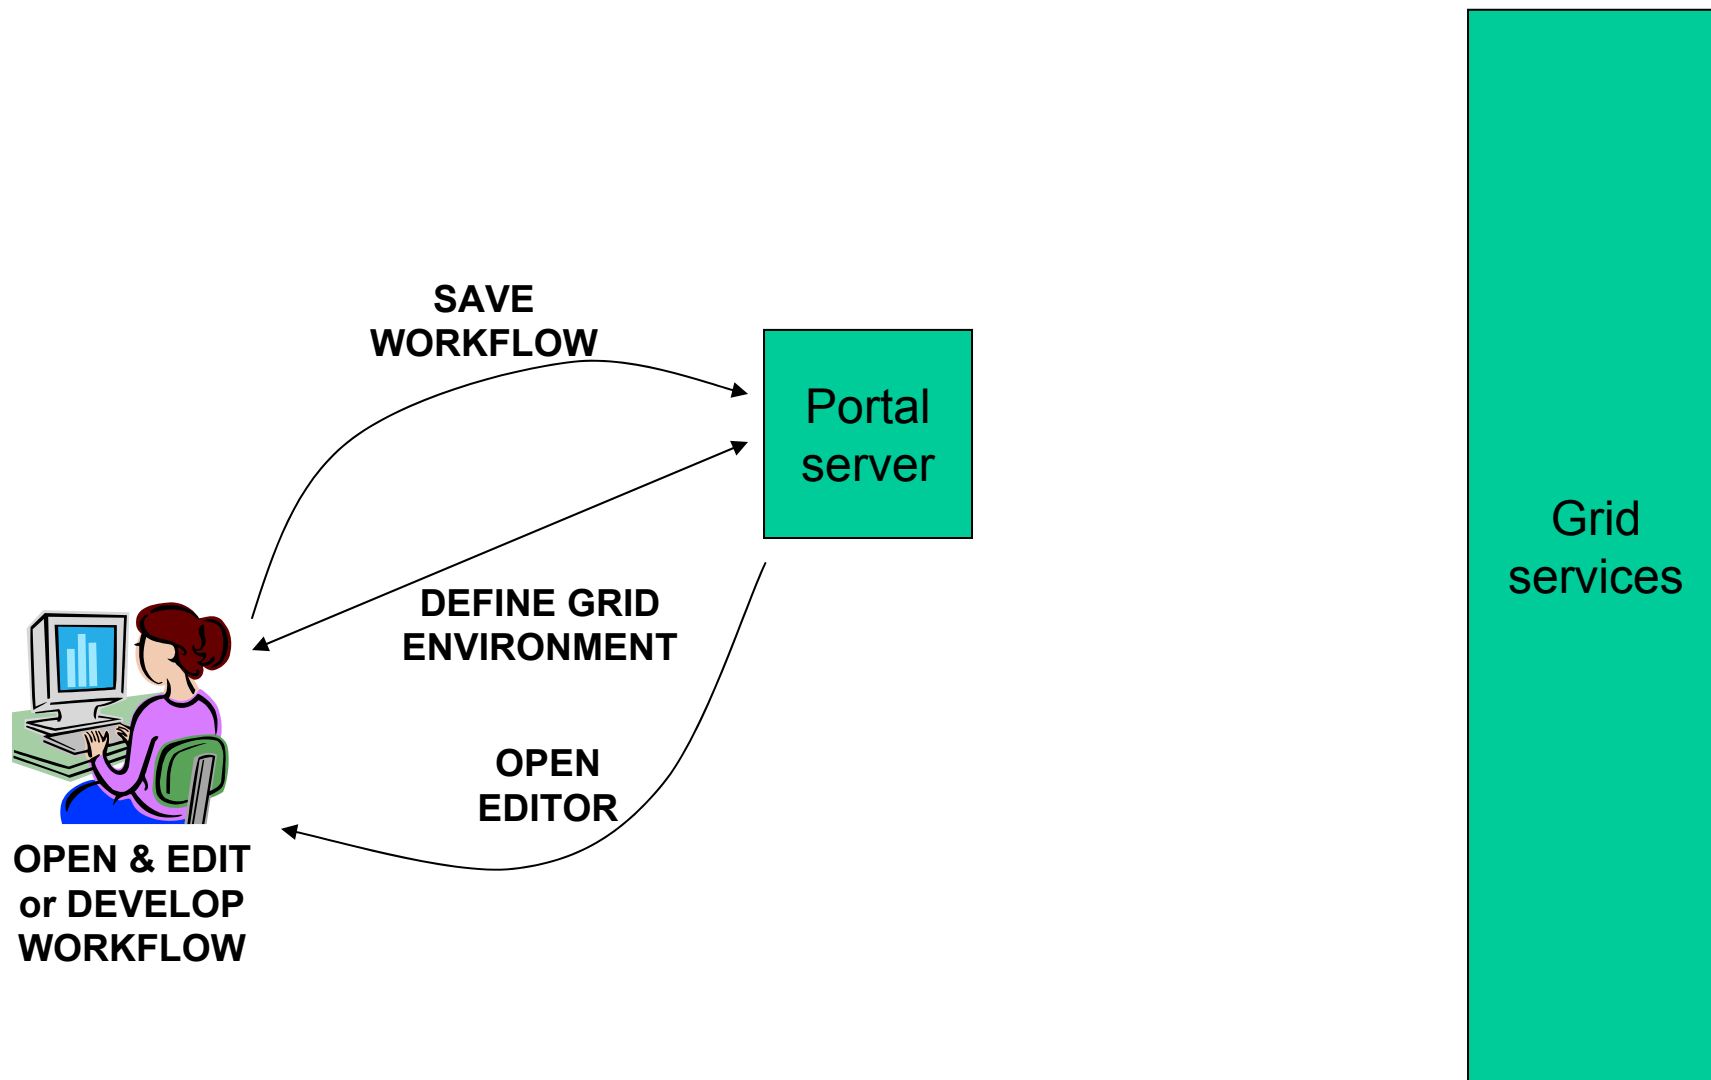 SAVE
WORKFLOW
Portal
server
Grid
services
DEFINE GRID
ENVIRONMENT
OPEN
EDITOR
OPEN & EDIT
or DEVELOP
WORKFLOW